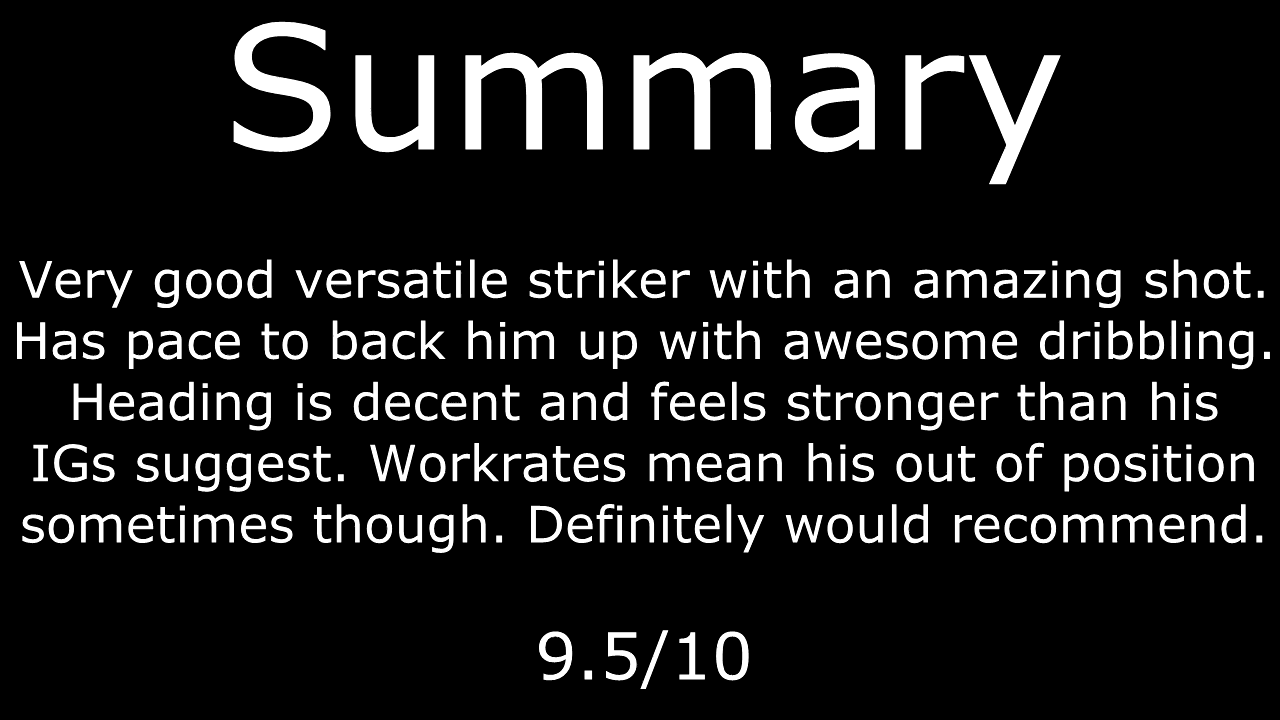 Summary
Very good versatile striker with an amazing shot.
Has pace to back him up with awesome dribbling.
Heading is decent and feels stronger than his
IGs suggest. Workrates mean his out of position
sometimes though. Definitely would recommend.
9.5/10